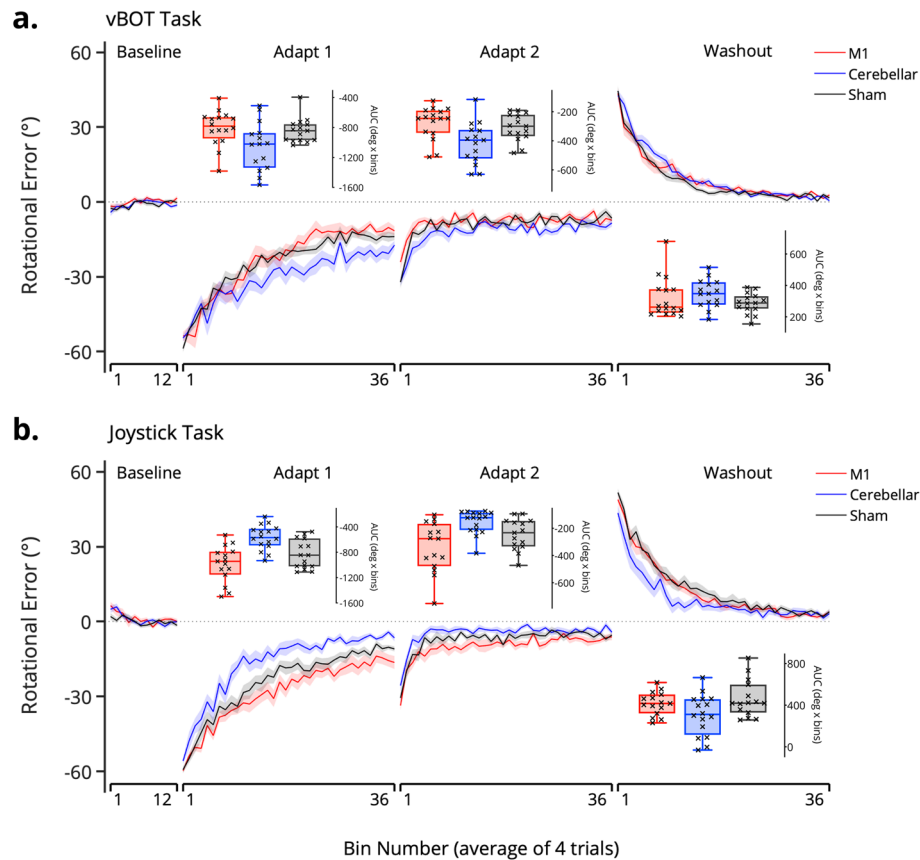 a.
vBOT Task
Baseline
Adapt 1
Adapt 2
Washout
M1
Cerebellar
Sham
Rotational Error (°)
60
30
0
-30
-60
-400
-800
-1200
-1600
AUC (deg x bins)
-200
-400
-600
AUC (deg x bins)
600
400
200
AUC (deg x bins)
1 12 1 36 1 36 1 36
b.
Joystick Task
Baseline
Adapt 1
Adapt 2
Washout
M1
Cerebellar
Sham
Rotational Error (°)
60
30
0
-30
-60
-400
-800
-1200
-1600
AUC (deg x bins)
-200
-400
-600
AUC (deg x bins)
800
400
0
AUC (deg x bins)
1 12 1 36 1 36 1 36
Bin Number (average of 4 trials)